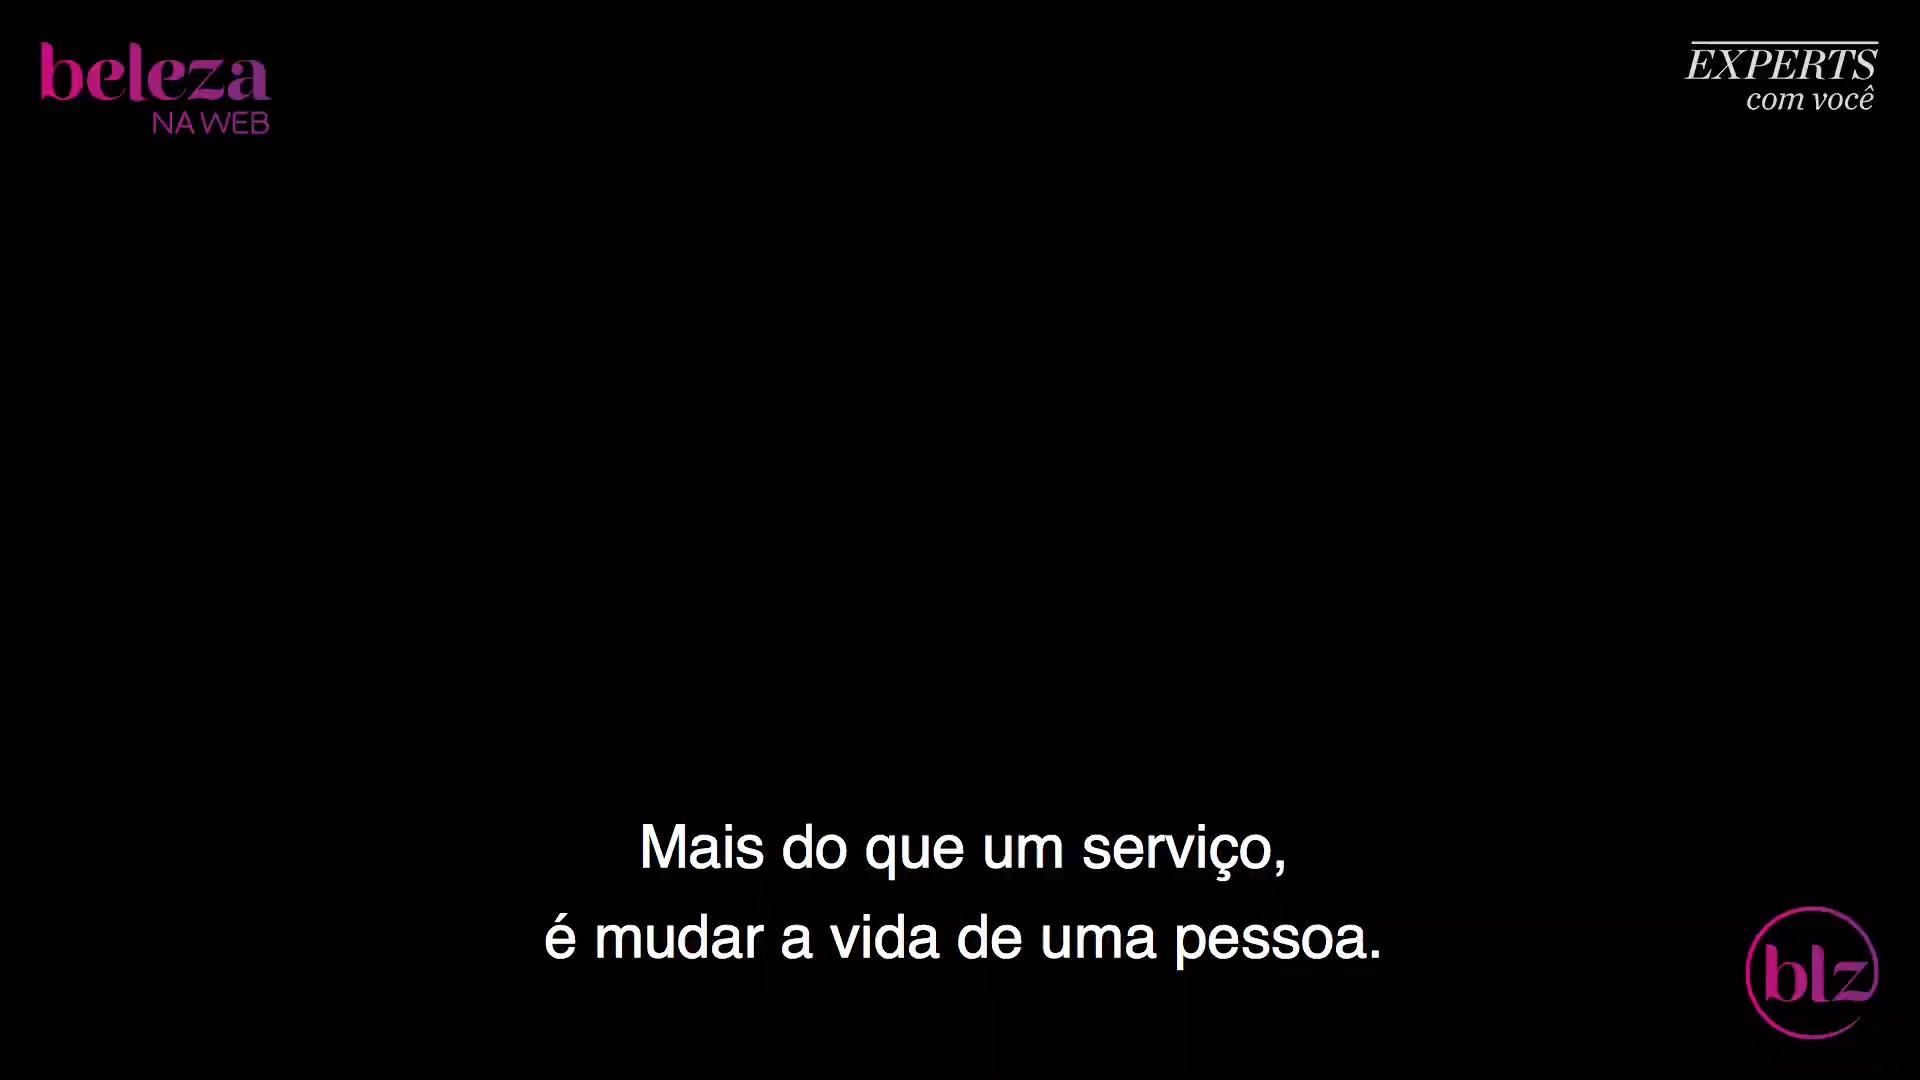 beleza
NA WEB
EXPERTS
com você
Mais do que um serviço,
é mudar a vida de uma pessoa.
blz